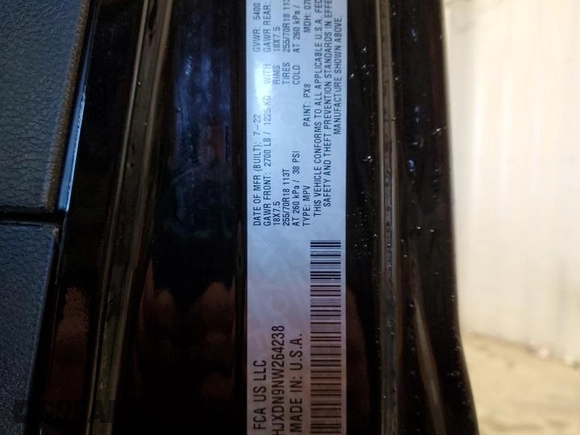 FCA US LLC
DATE OF MFR (BUILT): 7-22 GVWR 5400
GAWR FRONT: 2700 LB / 1225 KG WITH GAWR REAR:
18X7.5 RIMS 18X7.5
255/70R18 113T TIRES 255/70R18
AT 260 kPa / 38 PSI COLD AT 260 kPa /
TYPE: MPV PAINT: PX8 MDH:
THIS VEHICLE CONFORMS TO ALL APPLICABLE U.S.A.
SAFETY AND THEFT PREVENTION STANDARDS IN
MANUFACTURE SHOWN ABOVE.
HJXDN9NW264238
MADE IN: U.S.A.